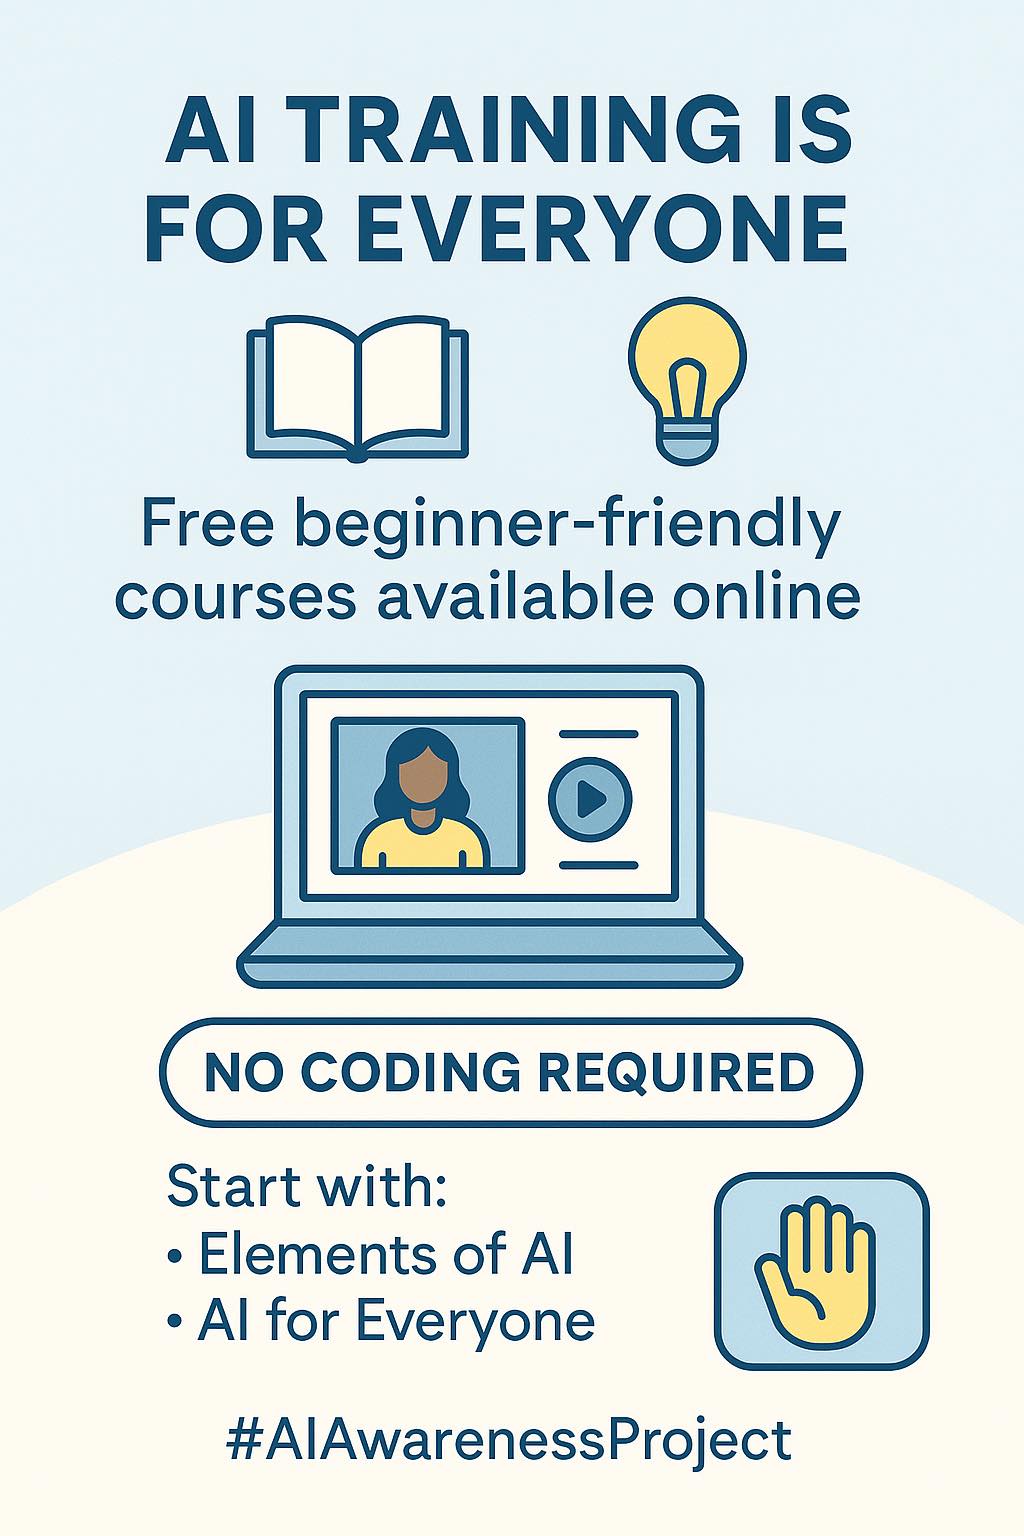 AI TRAINING IS
FOR EVERYONE
Free beginner-friendly
courses available online
NO CODING REQUIRED
Start with:
• Elements of AI
• AI for Everyone
#AIAwarenessProject